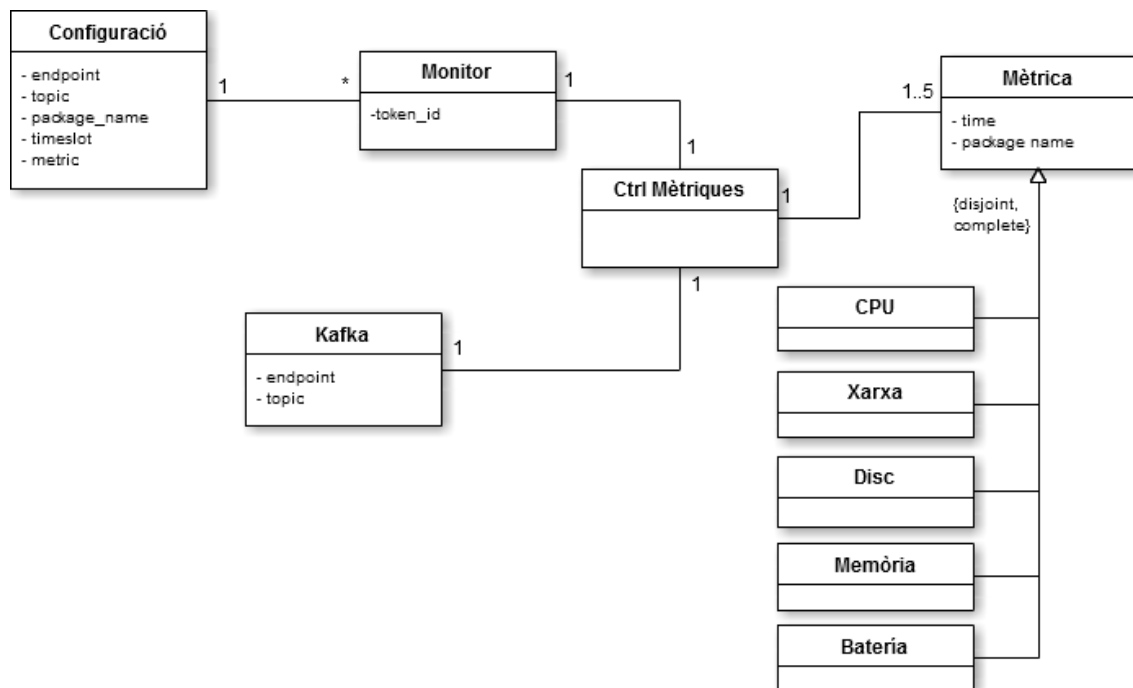 Configuració
- endpoint
- topic
- package_name
- timeslot
- metric
1
*
Monitor
-token_id
1
1
Ctrl Mètriques
1
1
1..5
Mètrica
- time
- package name
{disjoint,
complete}
Kafka
- endpoint
- topic
1
CPU
Xarxa
Disc
Memòria
Batería